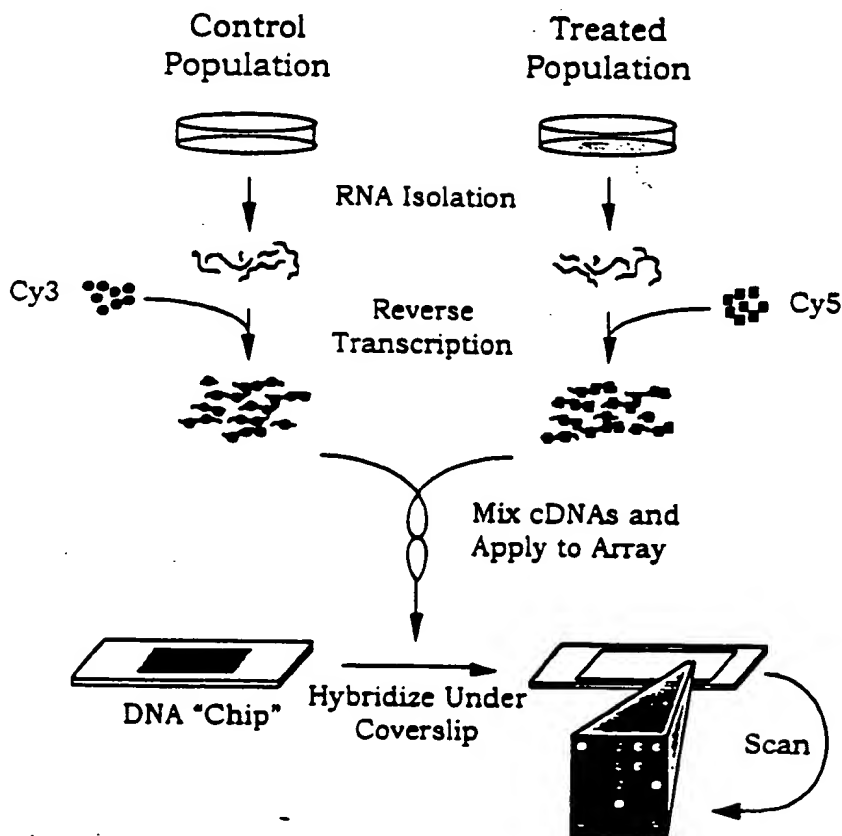 Control
Population
Treated
Population
RNA Isolation
Cy3
Reverse
Transcription
Cy5
Mix cDNAs and
Apply to Array
DNA "Chip"
Hybridize Under
Coverslip
Scan